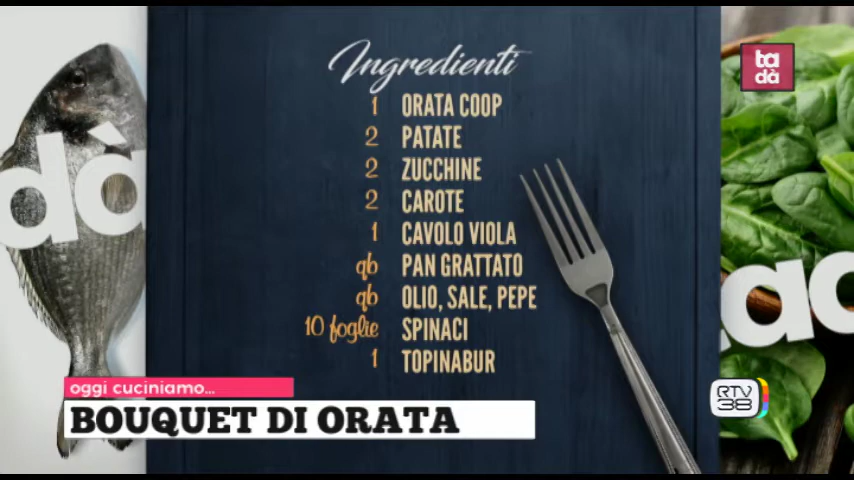 Ingredienti
ta
dà
1 ORATA COOP
2 PATATE
2 ZUCCHINE
2 CAROTE
1 CAVOLO VIOLA
qb PAN GRATTATO
qb OLIO, SALE, PEPE
10 foglie SPINACI
1 TOPINABUR
dà
oggi cuciniamo...
BOUQUET DI ORATA
RTV
38